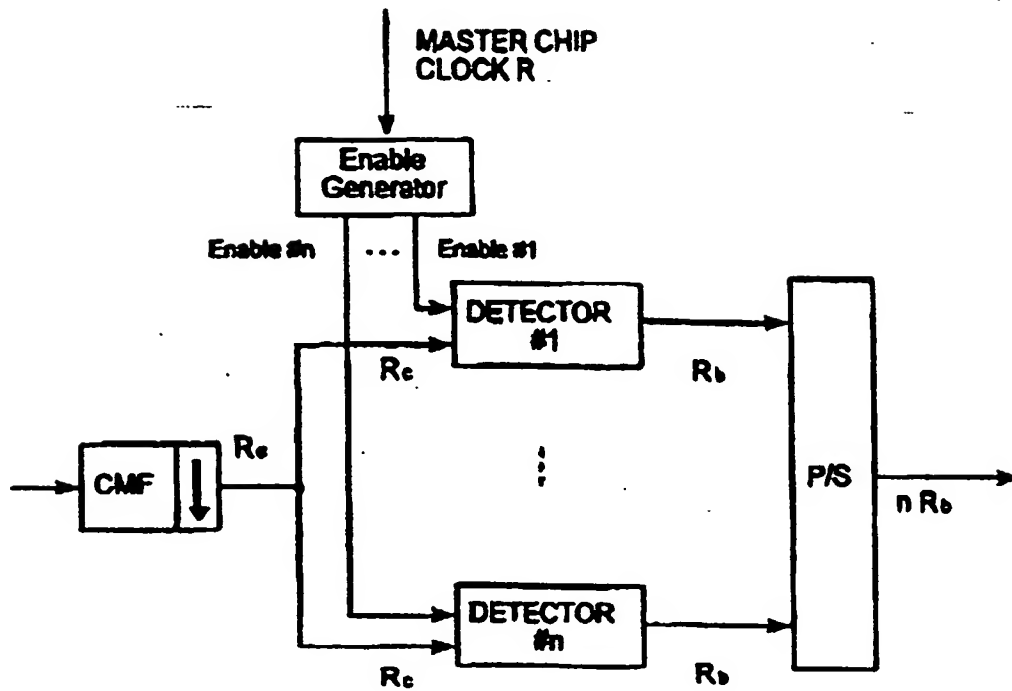 MASTER CHIP
CLOCK R
Enable
Generator
Enable #n
...
Enable #1
DETECTOR
#1
Rc
Rb
CMF
Rc
P/S
n Rb
DETECTOR
#n
Rc
Rb